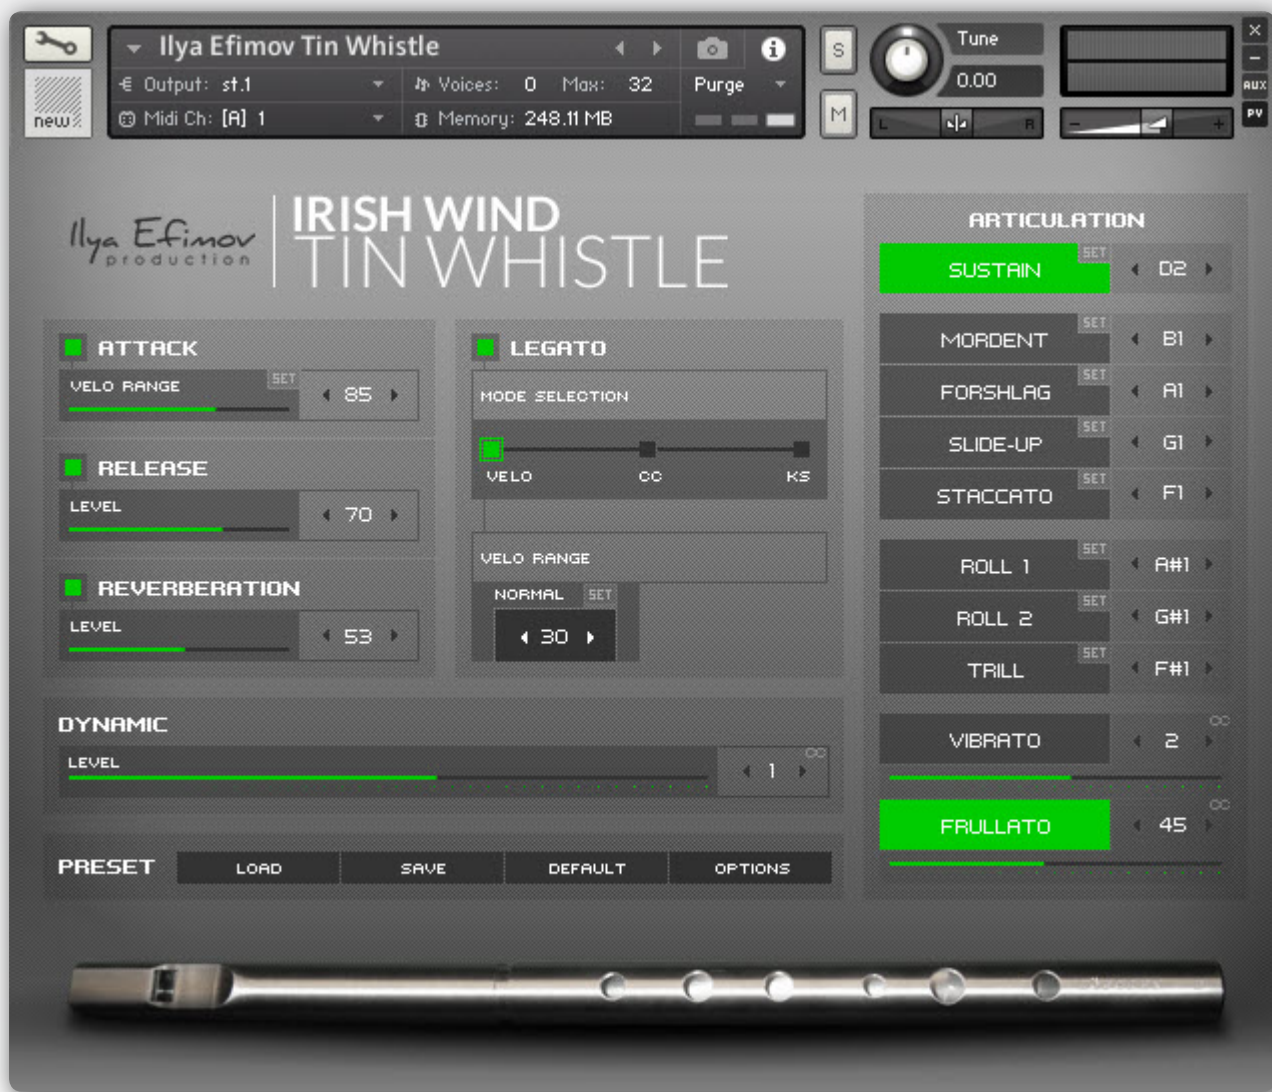 Ilya Efimov Tin Whistle
Output: st.1
Voices: 0 Max: 32
Purge
new
Midi Ch: [A] 1
Memory: 248.11 MB
S
M
Tune
0.00
L R
- +
X
-
AUX
PV
Ilya Efimov
production
IRISH WIND
TIN WHISTLE
ATTACK
VELO RANGE SET 85
RELEASE
LEVEL 70
REVERBERATION
LEVEL 53
LEGATO
MODE SELECTION
VELO CC KS
VELO RANGE
NORMAL SET
30
DYNAMIC
LEVEL 1 CC
PRESET LOAD SAVE DEFAULT OPTIONS
ARTICULATION
SUSTAIN SET D2
MORDENT SET B1
FORSHLAG SET A1
SLIDE-UP SET G1
STACCATO SET F1
ROLL 1 SET A#1
ROLL 2 SET G#1
TRILL SET F#1
VIBRATO 2 CC
FRULLATO 45 CC